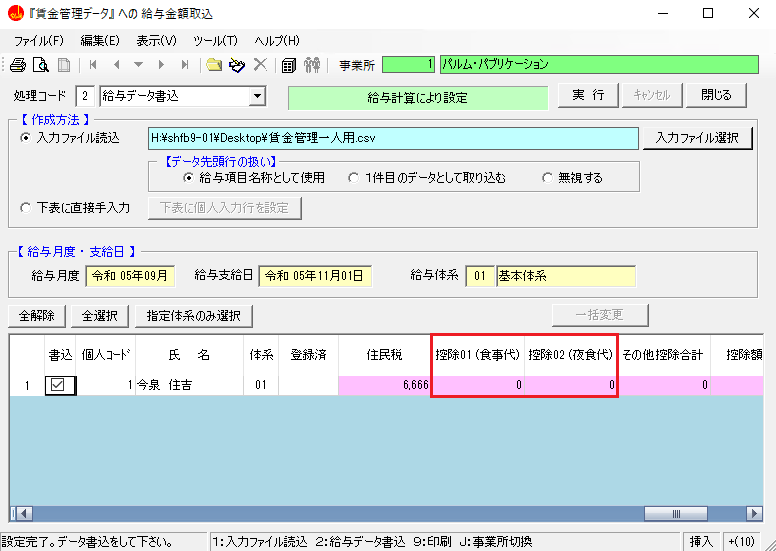 『賃金管理データ』への 給与金額取込
ファイル(F) 編集(E) 表示(V) ツール(T) ヘルプ(H)
事業所 1 パルム・パブリケーション
処理コード 2 給与データ書込 給与計算により設定 実 行 キャンセル 閉じる
【 作成方法 】
入力ファイル読込 H:¥shfb9-01¥Desktop¥賃金管理一人用.csv 入力ファイル選択
【データ先頭行の扱い】
給与項目名称として使用 1件目のデータとして取り込む 無視する
下表に直接手入力 下表に個人入力行を設定
【 給与月度・支給日 】
給与月度 令和 05年09月 給与支給日 令和 05年11月01日 給与体系 01 基本体系
全解除 全選択 指定体系のみ選択 一括変更
書込 個人コード 氏 名 体系 登録済 住民税 控除01(食事代) 控除02(夜食代) その他控除合計 控除額
1 1 今泉 住吉 01 6,666 0 0 0
設定完了。データ書込をして下さい。 1:入力ファイル読込 2:給与データ書込 9:印刷 J:事業所切換 挿入 +(10)